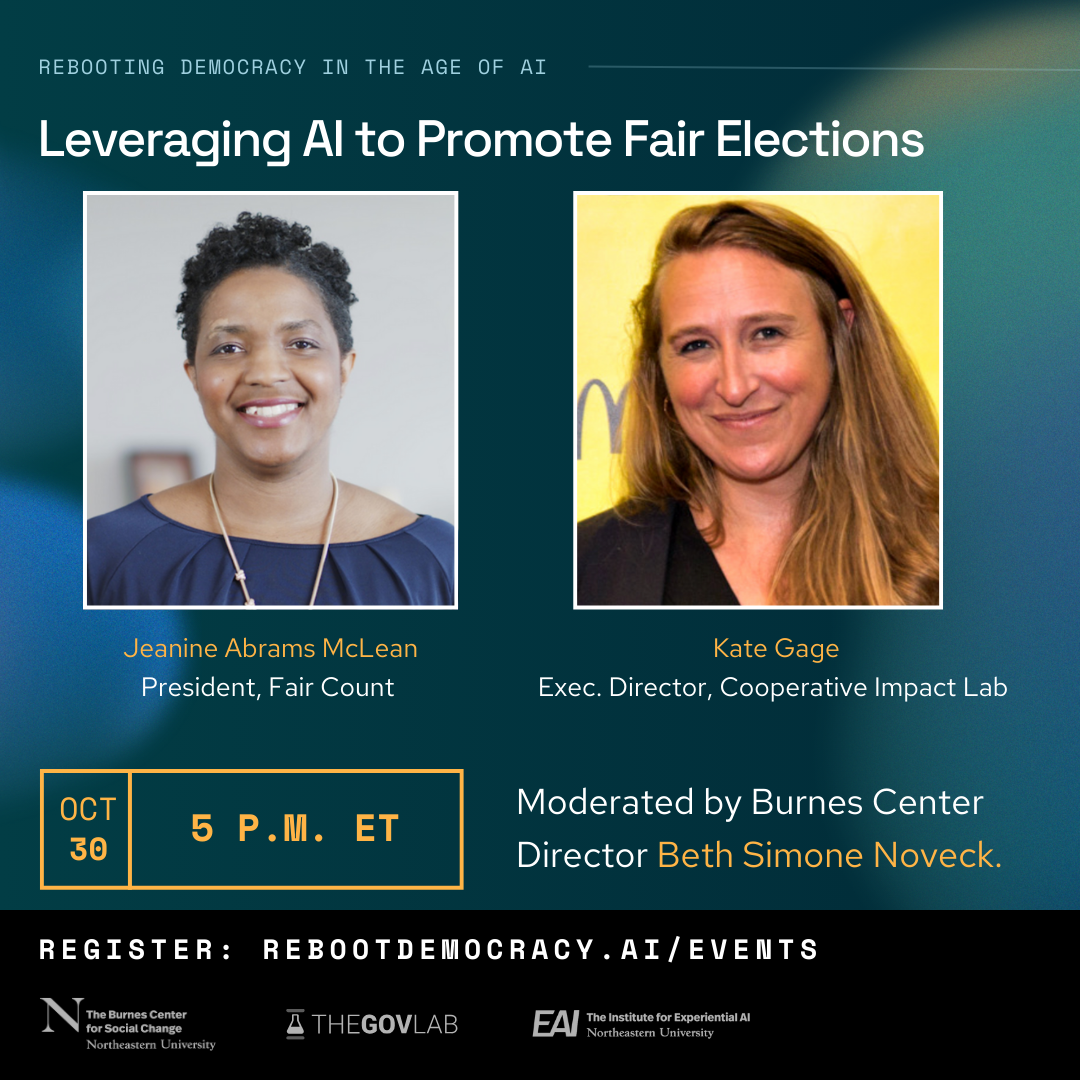 REBOOTING DEMOCRACY IN THE AGE OF AI
Leveraging AI to Promote Fair Elections
m
Jeanine Abrams McLean
President, Fair Count
Kate Gage
Exec. Director, Cooperative Impact Lab
OCT
30
5 P.M. ET
Moderated by Burnes Center
Director Beth Simone Noveck.
REGISTER: REBOOTDEMOCRACY.AI/EVENTS
N
The Burnes Center
for Social Change
Northeastern University
THEGOVLAB
EAI
The Institute for Experiential AI
Northeastern University